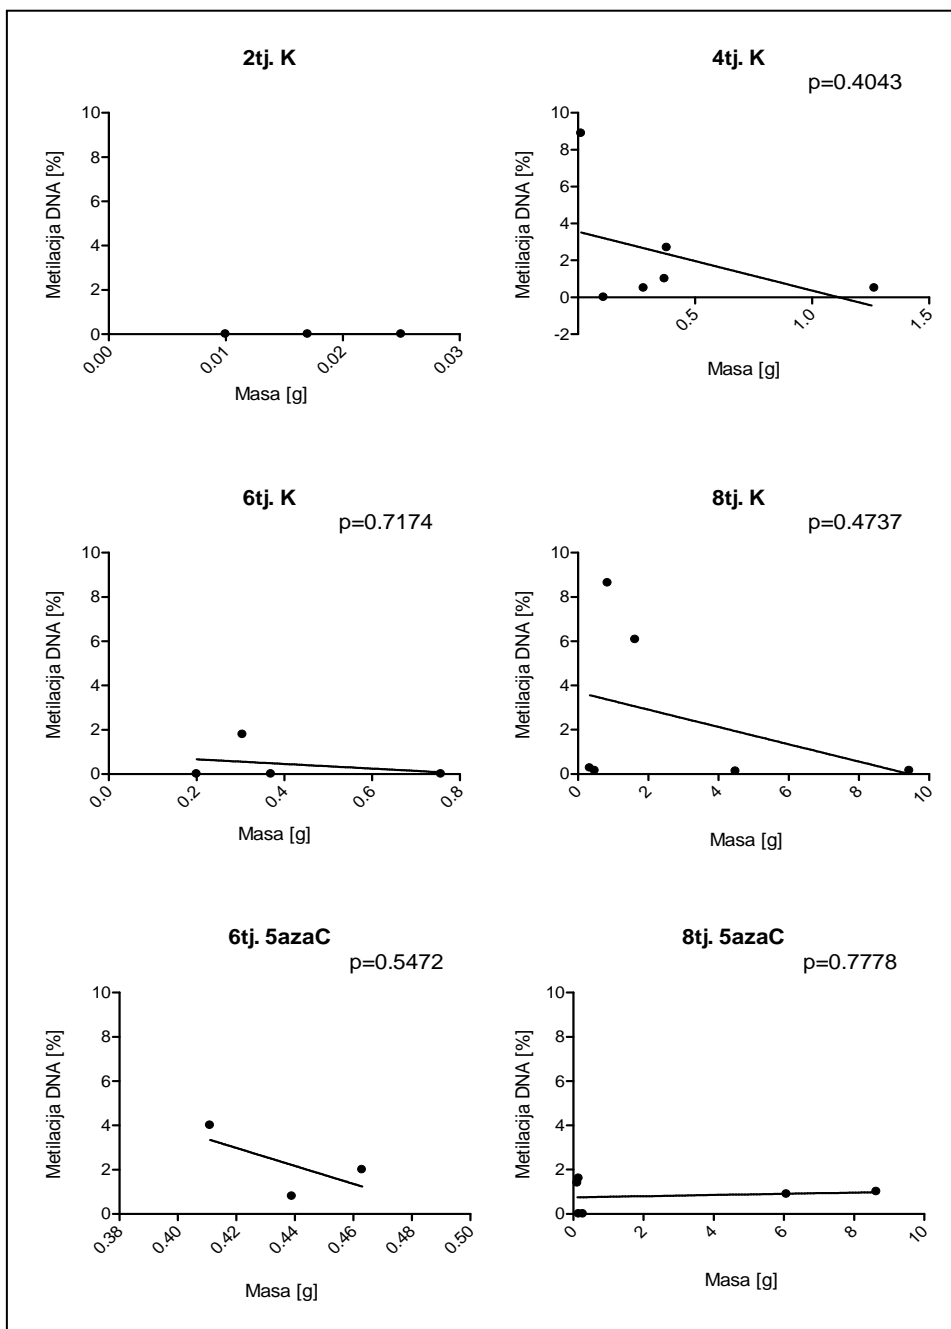 2tj. K
Metilacija DNA [%]
10
8
6
4
2
0
0.00
0.01
0.02
0.03
Masa [g]
4tj. K
p=0.4043
Metilacija DNA [%]
10
8
6
4
2
0
-2
0.5
1.0
1.5
Masa [g]
6tj. K
p=0.7174
Metilacija DNA [%]
10
8
6
4
2
0
0.0
0.2
0.4
0.6
0.8
Masa [g]
8tj. K
p=0.4737
Metilacija DNA [%]
10
8
6
4
2
0
0
2
4
6
8
10
Masa [g]
6tj. 5azaC
p=0.5472
Metilacija DNA [%]
10
8
6
4
2
0
0.38
0.40
0.42
0.44
0.46
0.48
0.50
Masa [g]
8tj. 5azaC
p=0.7778
Metilacija DNA [%]
10
8
6
4
2
0
0
2
4
6
8
10
Masa [g]